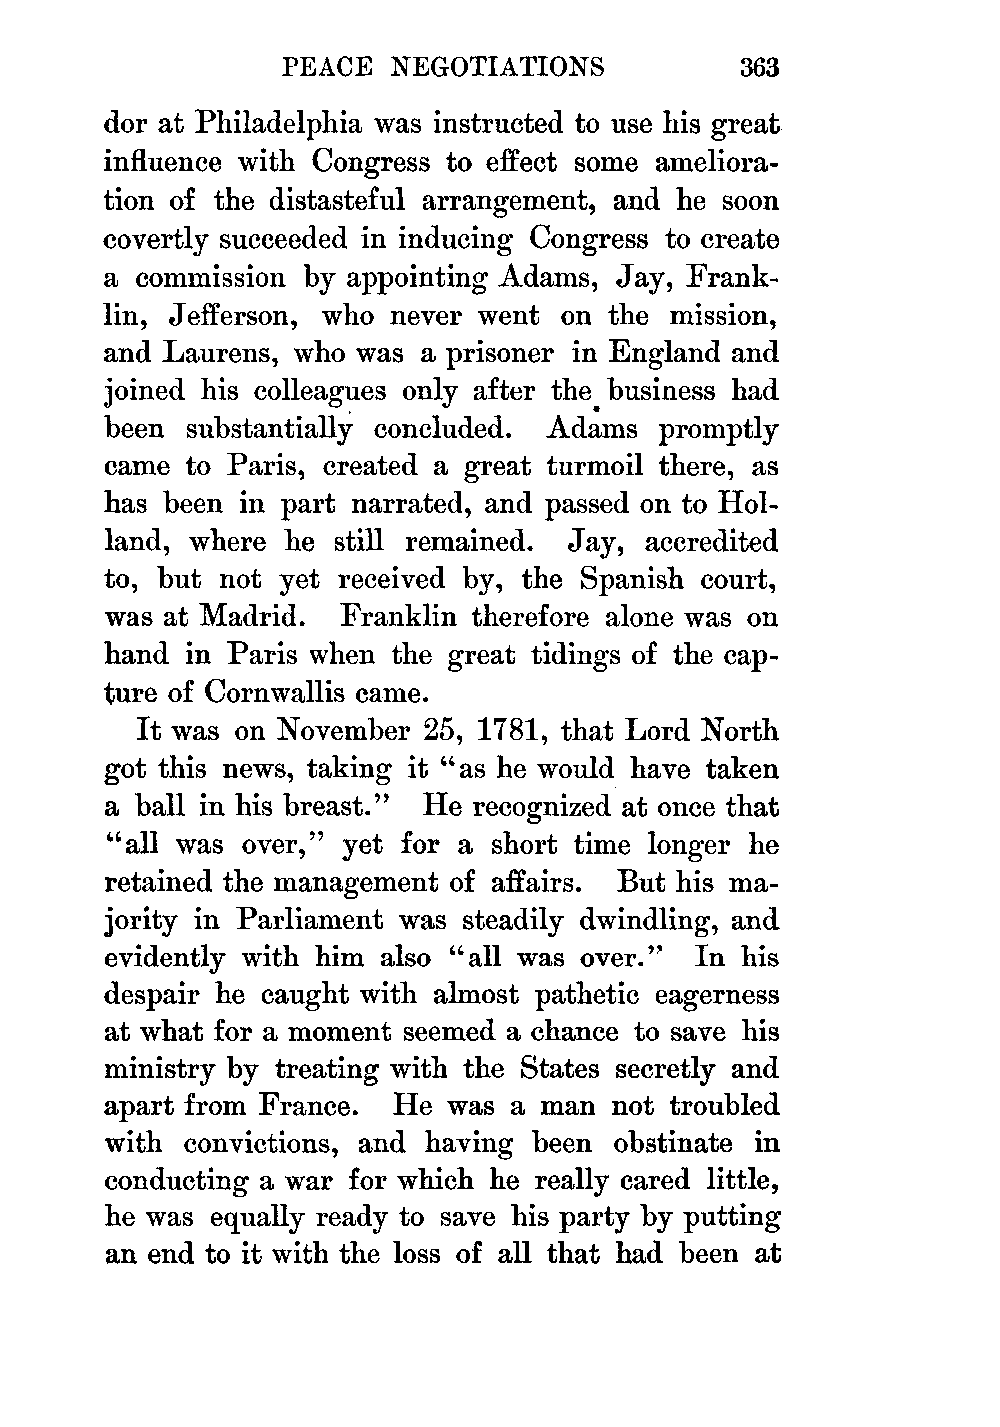 PEACE NEGOTIATIONS 363
dor at Philadelphia was instructed to use his great
influence with Congress to effect some ameliora-
tion of the distasteful arrangement, and he soon
covertly succeeded in inducing Congress to create
a commission by appointing Adams, Jay, Frank-
lin, Jefferson, who never went on the mission,
and Laurens, who was a prisoner in England and
joined his colleagues only after the business had
been substantially concluded. Adams promptly
came to Paris, created a great turmoil there, as
has been in part narrated, and passed on to Hol-
land, where he still remained. Jay, accredited
to, but not yet received by, the Spanish court,
was at Madrid. Franklin therefore alone was on
hand in Paris when the great tidings of the cap-
ture of Cornwallis came.
It was on November 25, 1781, that Lord North
got this news, taking it “as he would have taken
a ball in his breast.” He recognized at once that
“all was over,” yet for a short time longer he
retained the management of affairs. But his ma-
jority in Parliament was steadily dwindling, and
evidently with him also “all was over.” In his
despair he caught with almost pathetic eagerness
at what for a moment seemed a chance to save his
ministry by treating with the States secretly and
apart from France. He was a man not troubled
with convictions, and having been obstinate in
conducting a war for which he really cared little,
he was equally ready to save his party by putting
an end to it with the loss of all that had been at